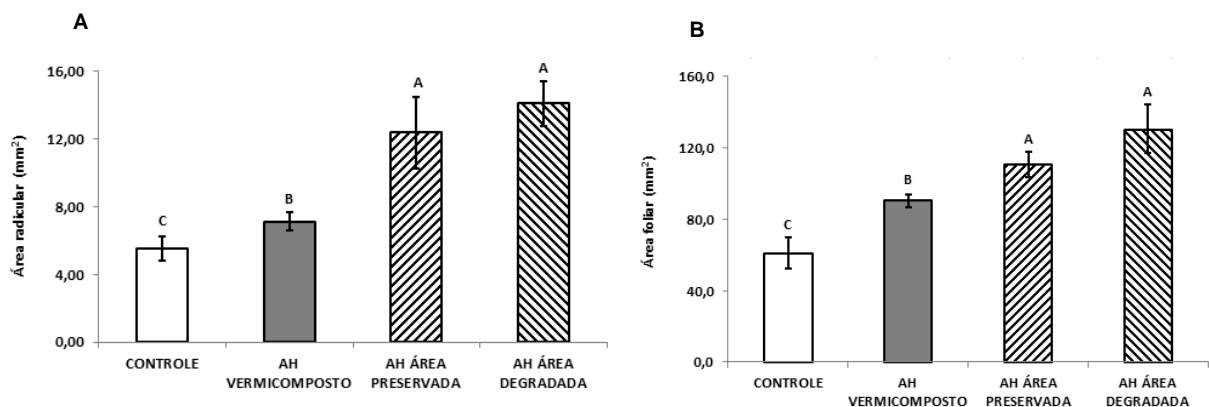 A
Área radicular (mm²)
16,00
12,00
8,00
4,00
0,00
C
B
A
A
CONTROLE
AH
VERMICOMPOSTO
AH ÁREA
PRESERVADA
AH ÁREA
DEGRADADA
B
Área foliar (mm²)
160,0
120,0
80,0
40,0
0,0
C
B
A
A
CONTROLE
AH
VERMICOMPOSTO
AH ÁREA
PRESERVADA
AH ÁREA
DEGRADADA